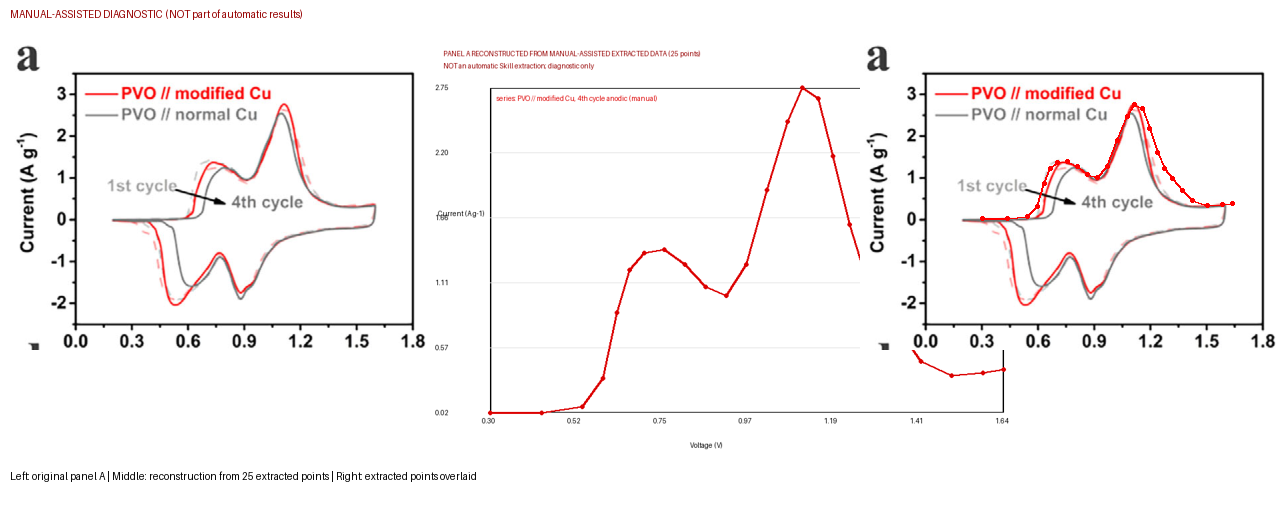 MANUAL-ASSISTED DIAGNOSTIC (NOT part of automatic results)
a
PVO // modified Cu
PVO // normal Cu
1st cycle
4th cycle
Current (A g⁻¹)
3
2
1
0
-1
-2
0.0 0.3 0.6 0.9 1.2 1.5 1.8
PANEL A RECONSTRUCTED FROM MANUAL-ASSISTED EXTRACTED DATA (25 points)
NOT an automatic Skill extraction; diagnostic only
series: PVO // modified Cu, 4th cycle anodic (manual)
2.75
2.20
Current (A g-1)
1.66
1.11
0.57
0.02
0.30 0.52 0.75 0.97 1.19 1.41 1.64
Voltage (V)
a
PVO // modified Cu
PVO // normal Cu
1st cycle
4th cycle
Current (A g⁻¹)
3
2
1
0
-1
-2
0.0 0.3 0.6 0.9 1.2 1.5 1.8
Left: original panel A | Middle: reconstruction from 25 extracted points | Right: extracted points overlaid